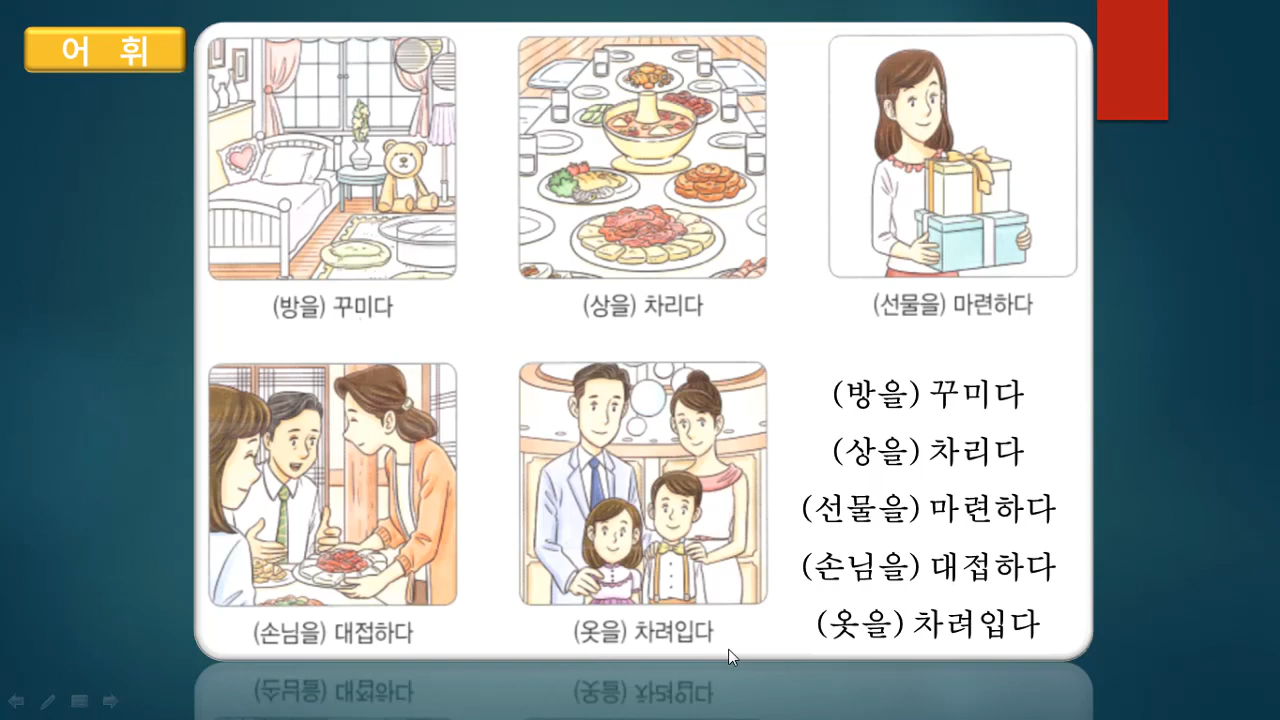 어 휘
(방을) 꾸미다
(상을) 차리다
(선물을) 마련하다
(손님을) 대접하다
(옷을) 차려입다
(방을) 꾸미다
(상을) 차리다
(선물을) 마련하다
(손님을) 대접하다
(옷을) 차려입다